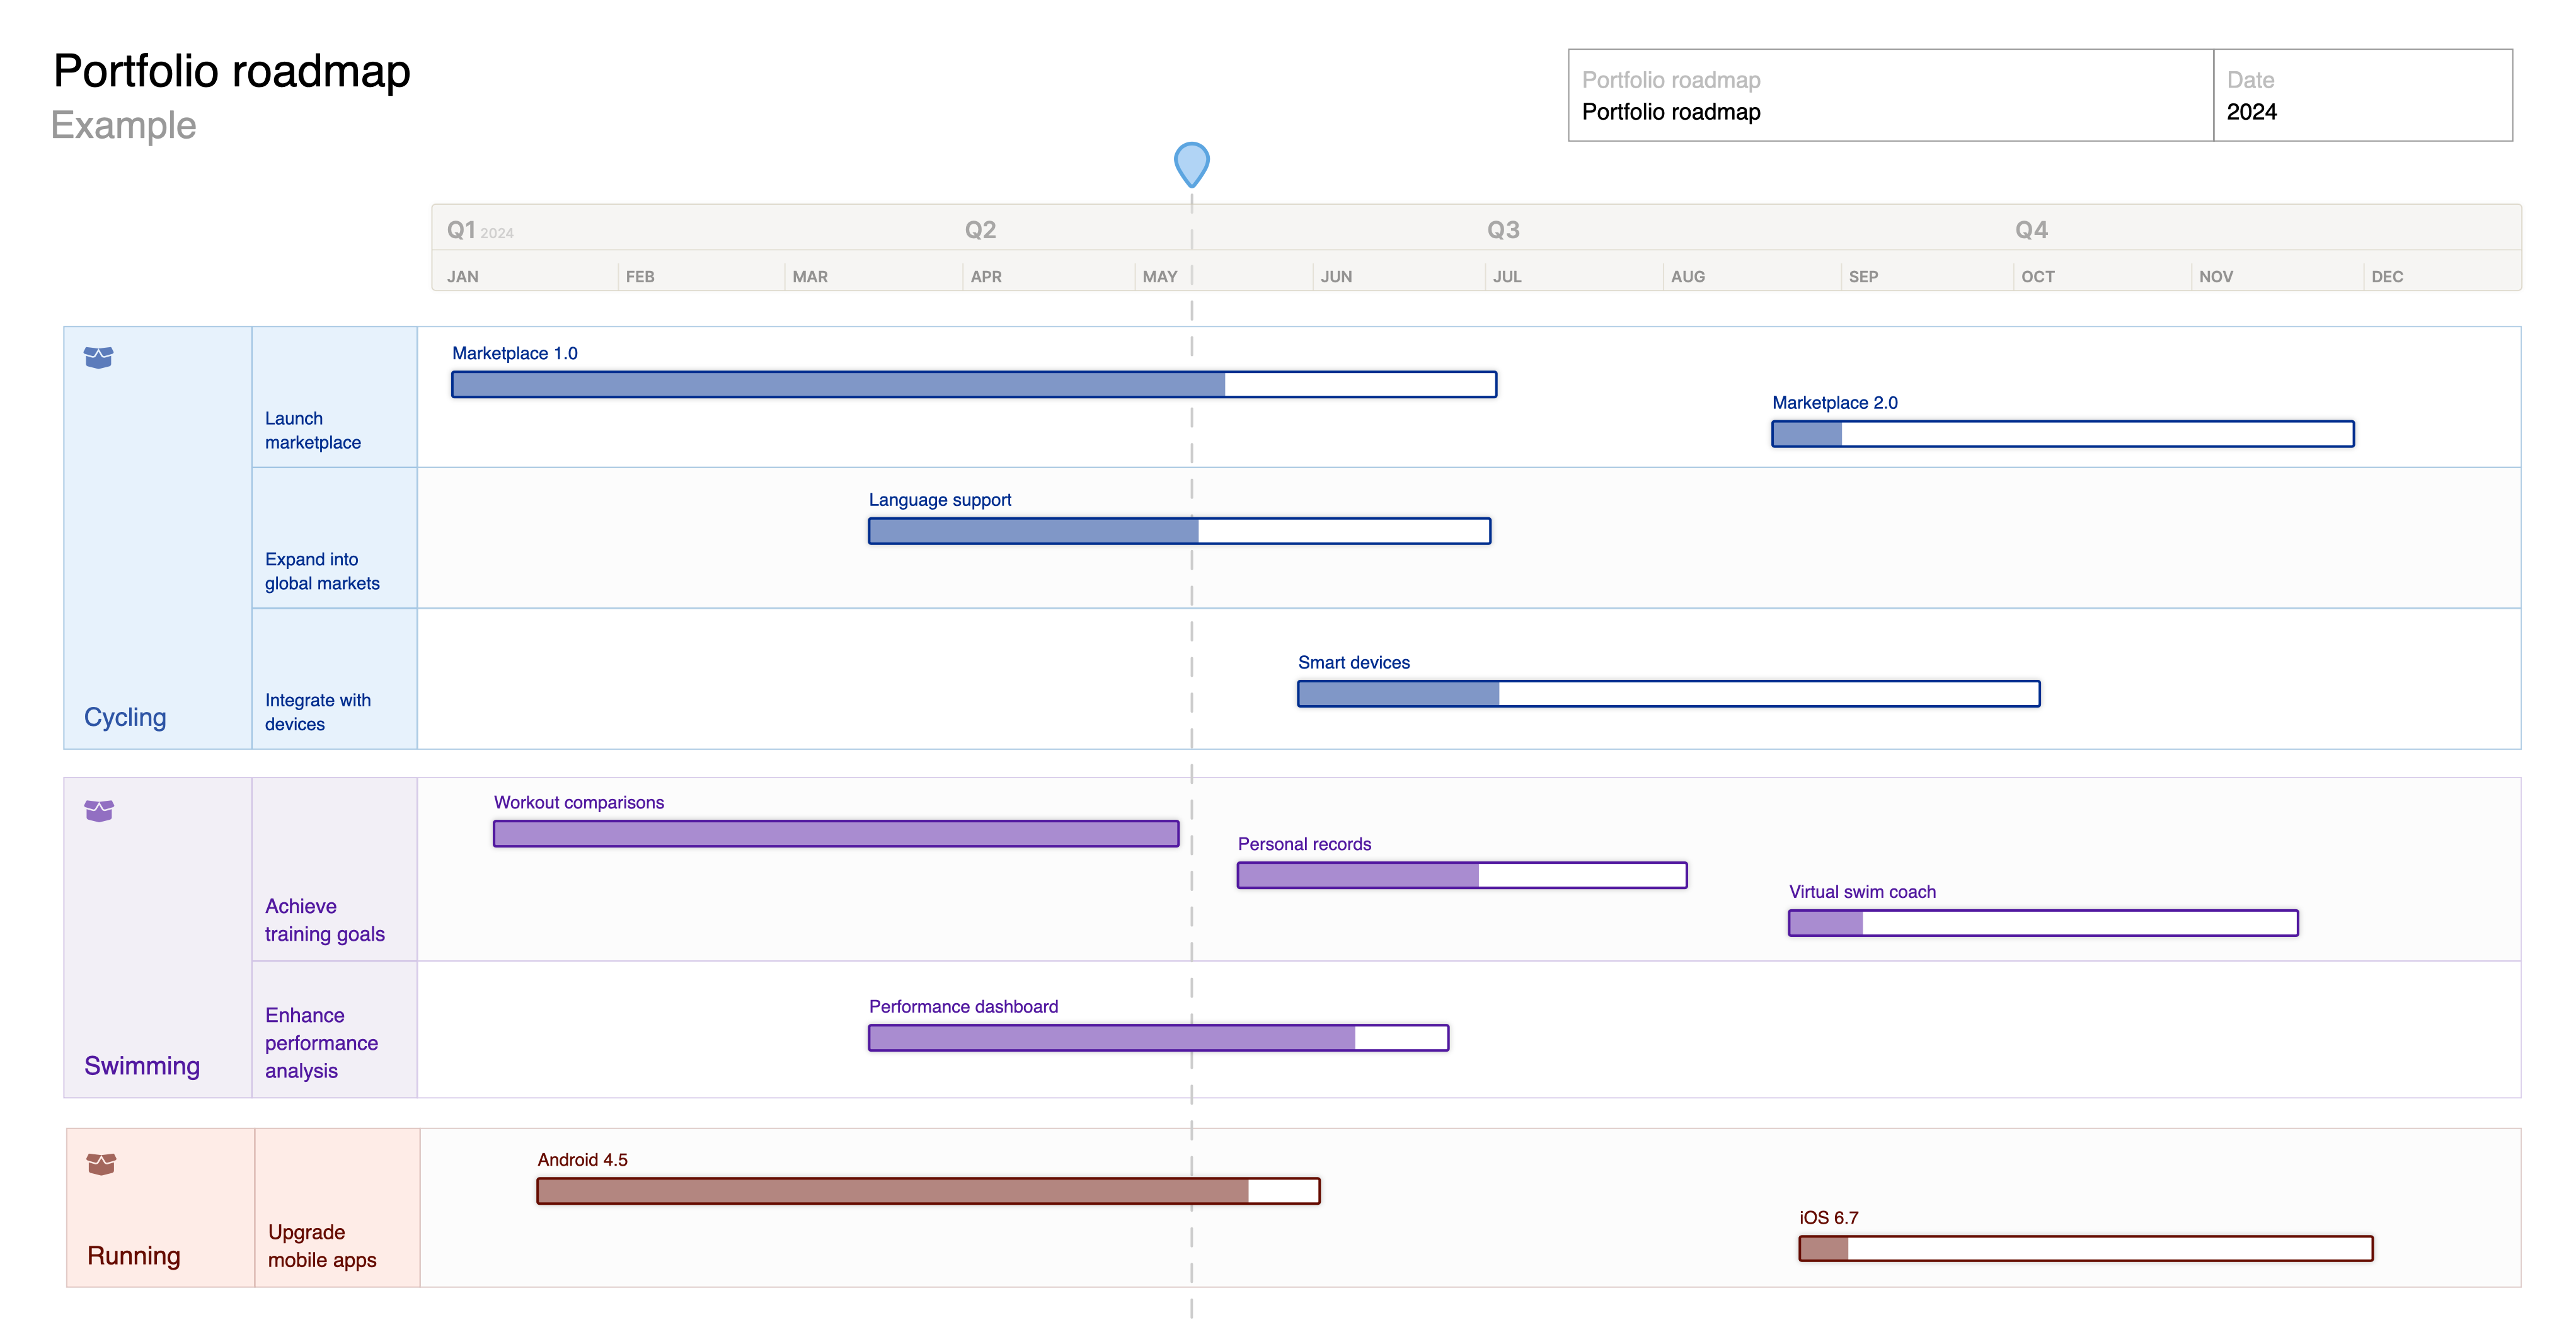 Portfolio roadmap
Example
Portfolio roadmap
Portfolio roadmap
Date
2024
Q1 2024
Q2
Q3
Q4
JAN
FEB
MAR
APR
MAY
JUN
JUL
AUG
SEP
OCT
NOV
DEC
Cycling
Launch
marketplace
Marketplace 1.0
Marketplace 2.0
Expand into
global markets
Language support
Integrate with
devices
Smart devices
Swimming
Achieve
training goals
Workout comparisons
Personal records
Virtual swim coach
Enhance
performance
analysis
Performance dashboard
Running
Upgrade
mobile apps
Android 4.5
iOS 6.7